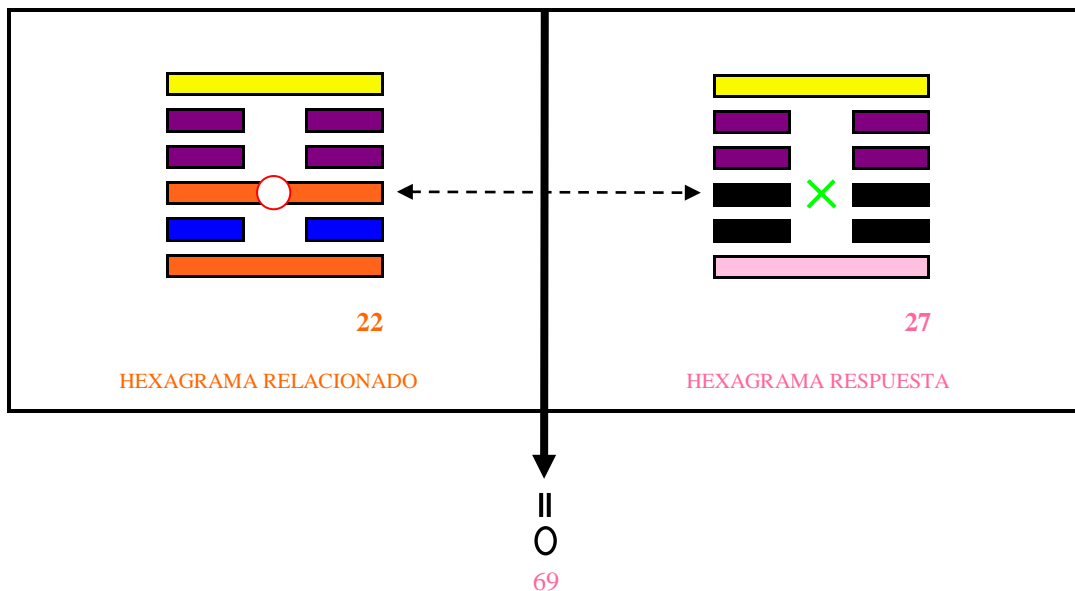 22
27
HEXAGRAMA RELACIONADO
HEXAGRAMA RESPUESTA
=
O
69